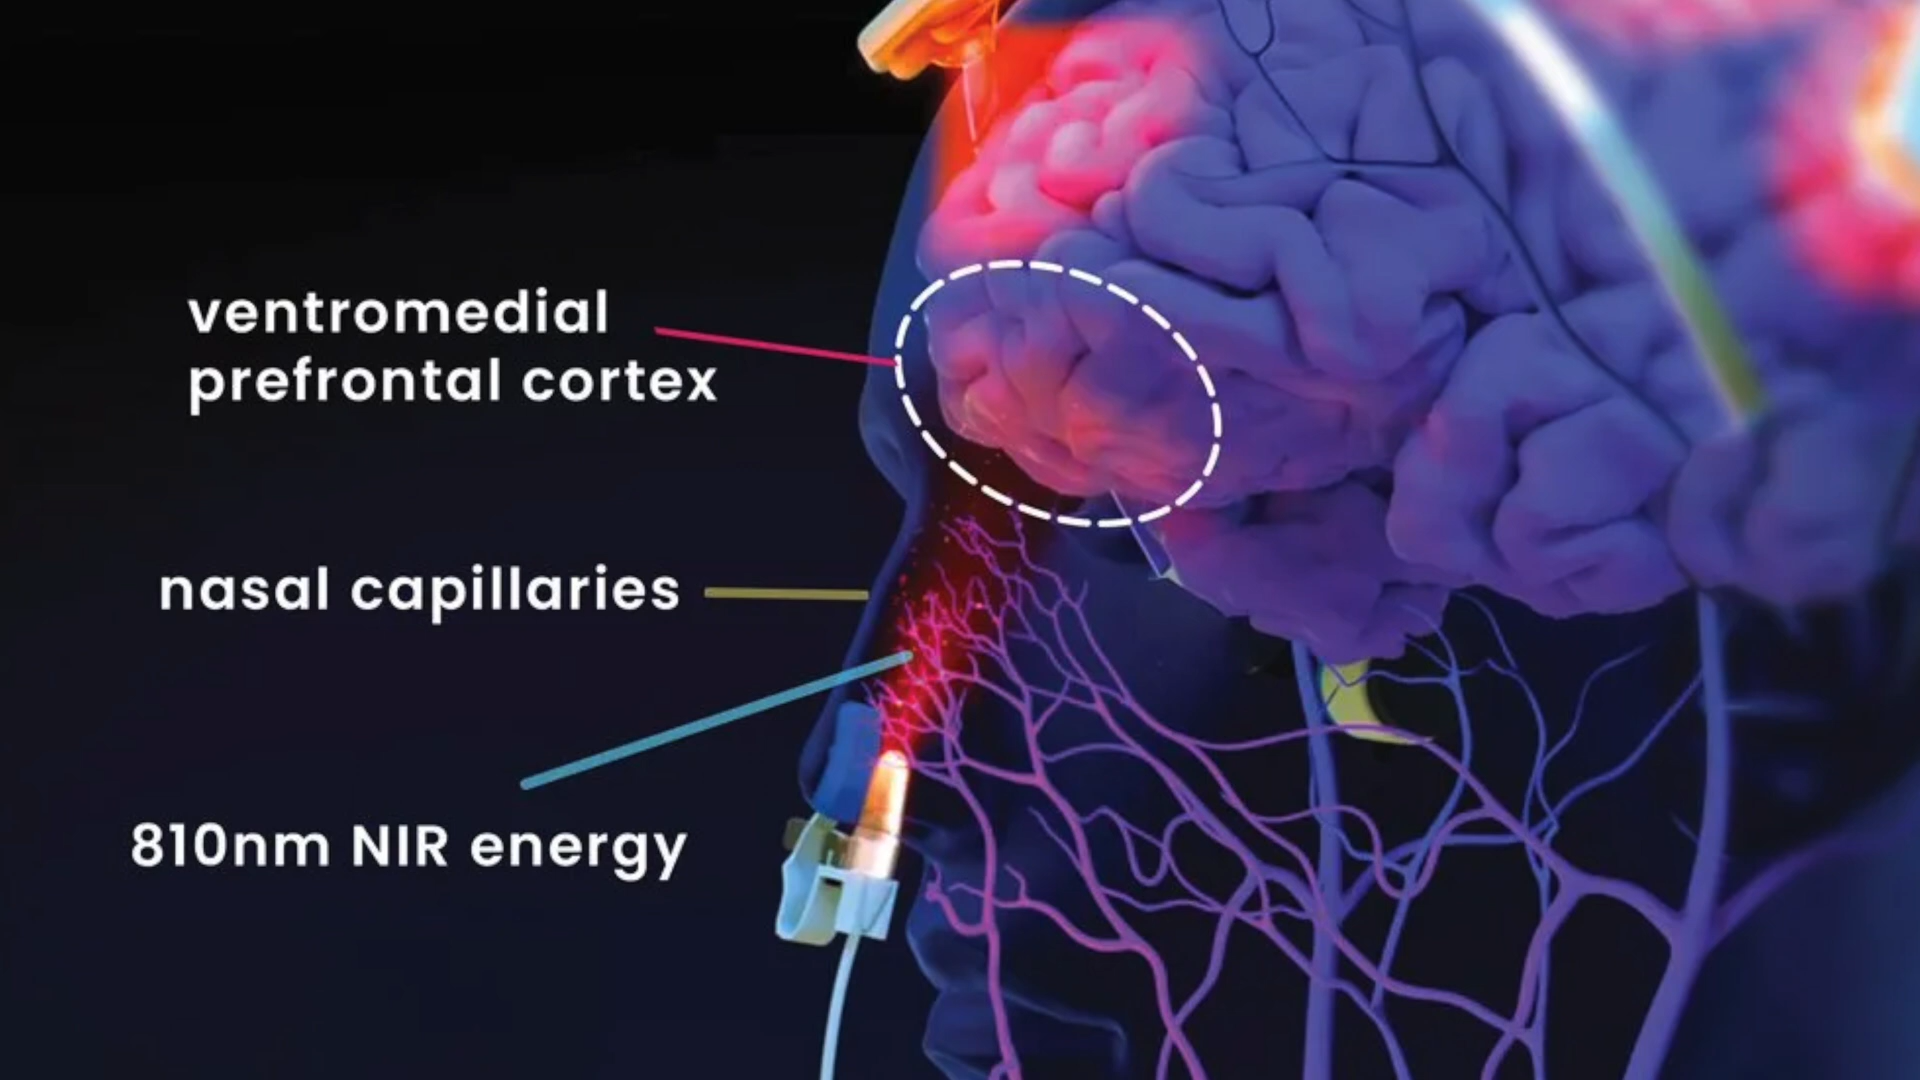 ventromedial
prefrontal cortex
nasal capillaries
810nm NIR energy